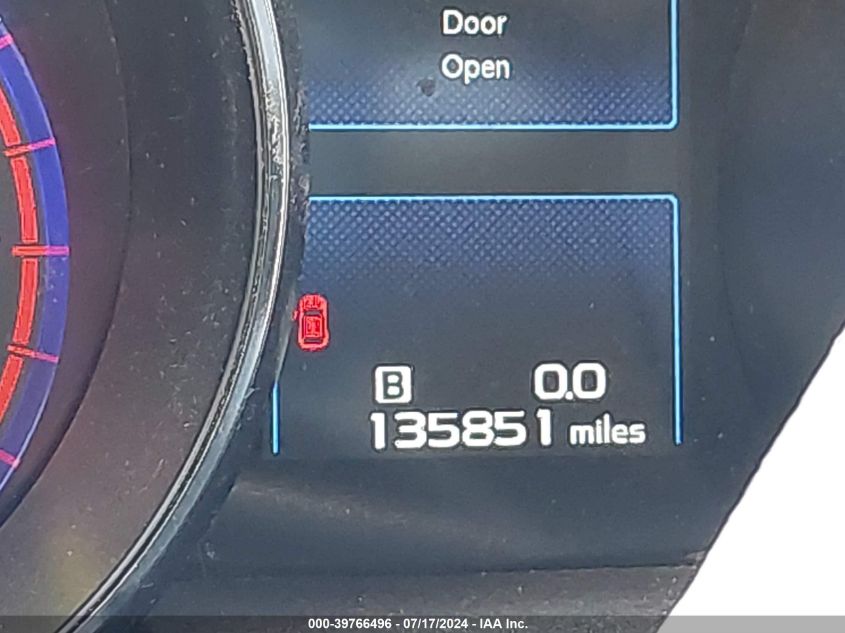 Door
Open
B 0.0
135851 miles
000-39766496 - 07/17/2024 - IAA Inc.